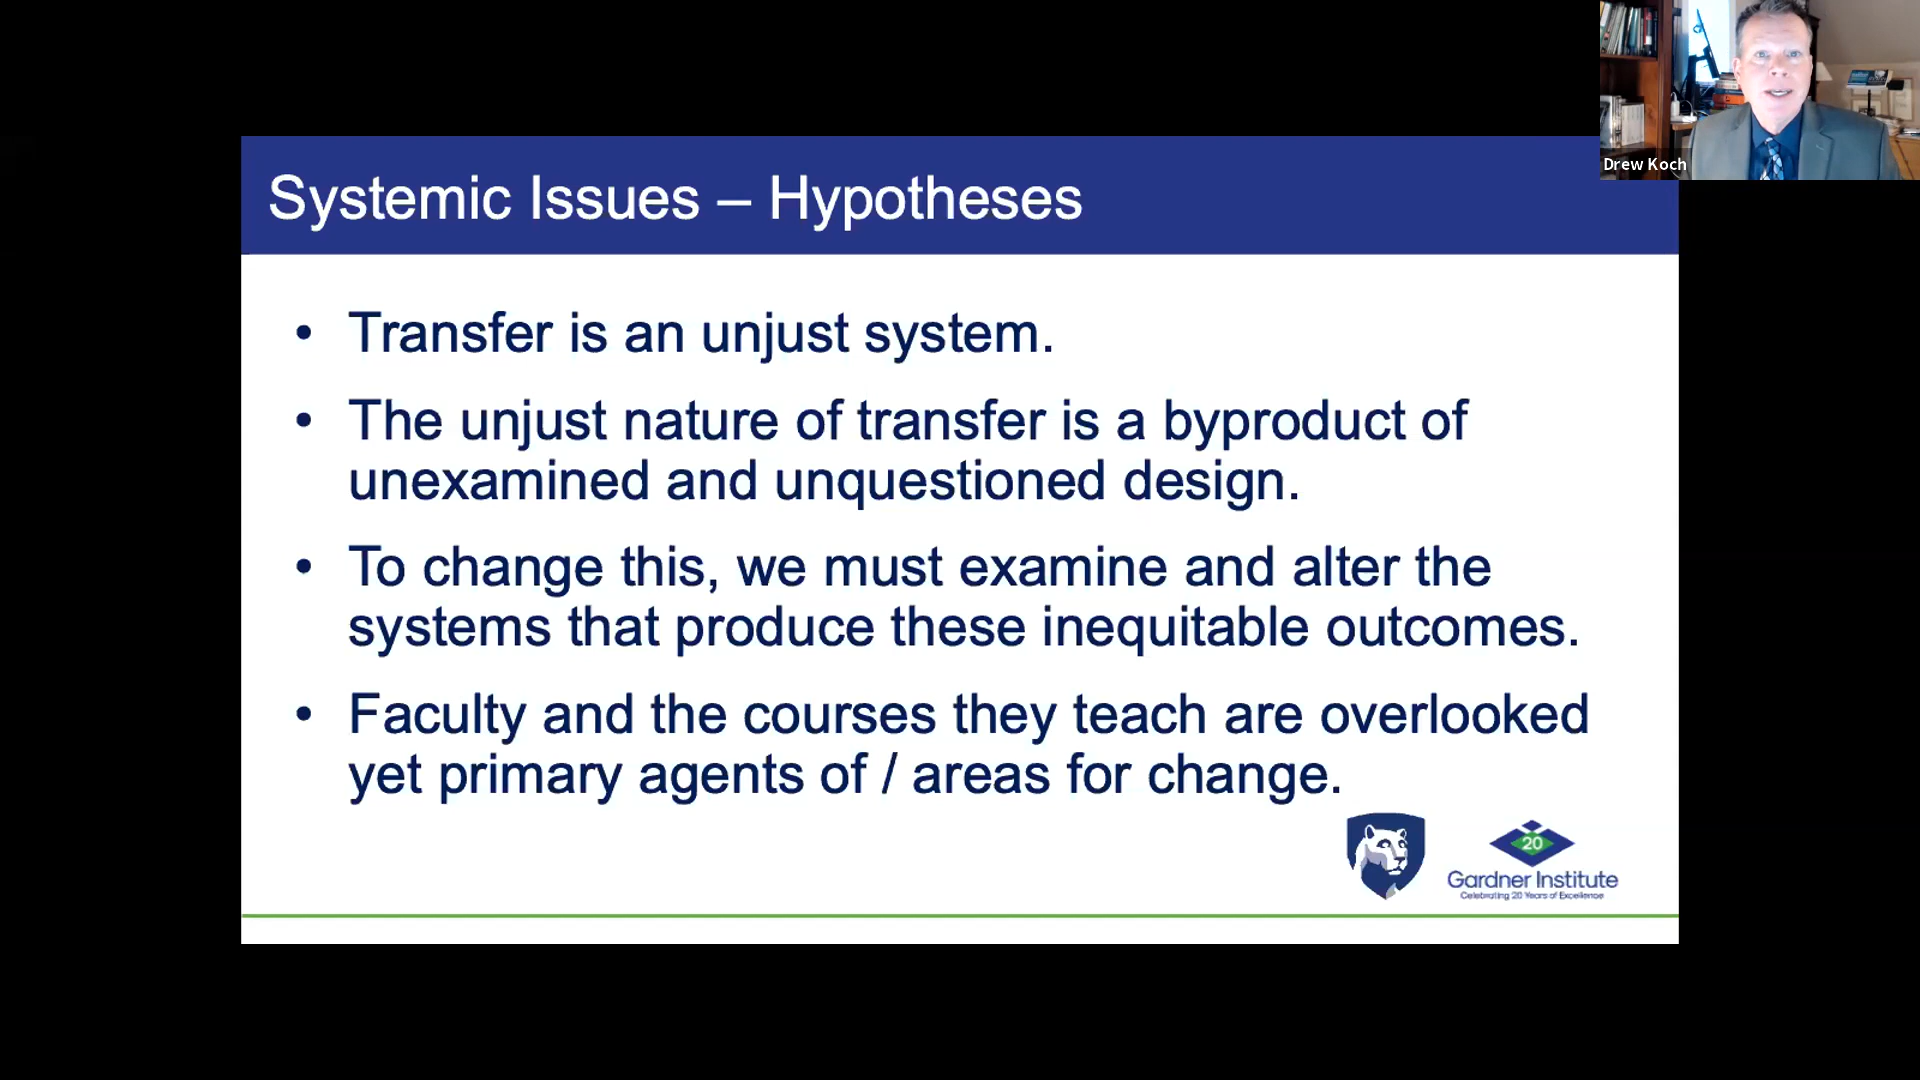 Drew Koch
Systemic Issues – Hypotheses
• Transfer is an unjust system.
• The unjust nature of transfer is a byproduct of
unexamined and unquestioned design.
• To change this, we must examine and alter the
systems that produce these inequitable outcomes.
• Faculty and the courses they teach are overlooked
yet primary agents of / areas for change.
20
Gardner Institute
Celebrating 20 Years of Excellence